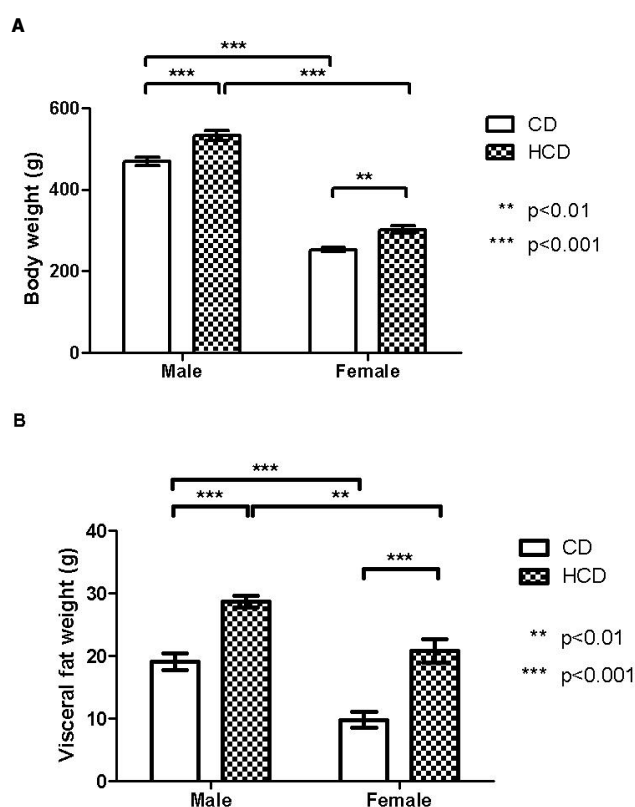 A
***
*** ***
600
400
200
0
Body weight (g)
**
CD
HCD
** p<0.01
*** p<0.001
Male Female
B
***
*** **
40
30
20
10
0
Visceral fat weight (g)
***
CD
HCD
** p<0.01
*** p<0.001
Male Female